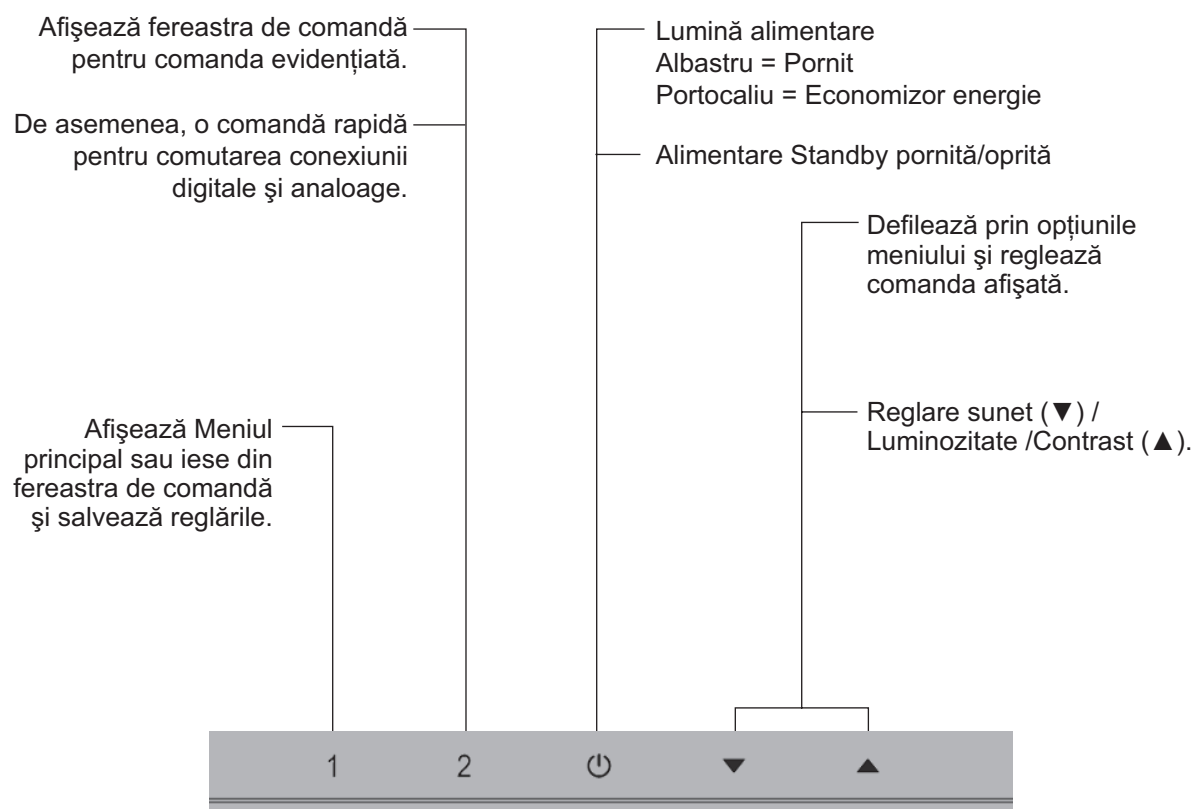 Afişează fereastra de comandă
pentru comanda evidențiată.
De asemenea, o comandă rapidă
pentru comutarea conexiunii
digitale şi analoage.
Afişează Meniul
principal sau iese din
fereastra de comandă
şi salvează reglările.
Lumină alimentare
Albastru = Pornit
Portocaliu = Economizor energie
Alimentare Standby pornită/oprită
Defilează prin opțiunile
meniului şi reglează
comanda afişată.
Reglare sunet (▼) /
Luminozitate /Contrast (▲).
1 2 ⏻ ▼ ▲